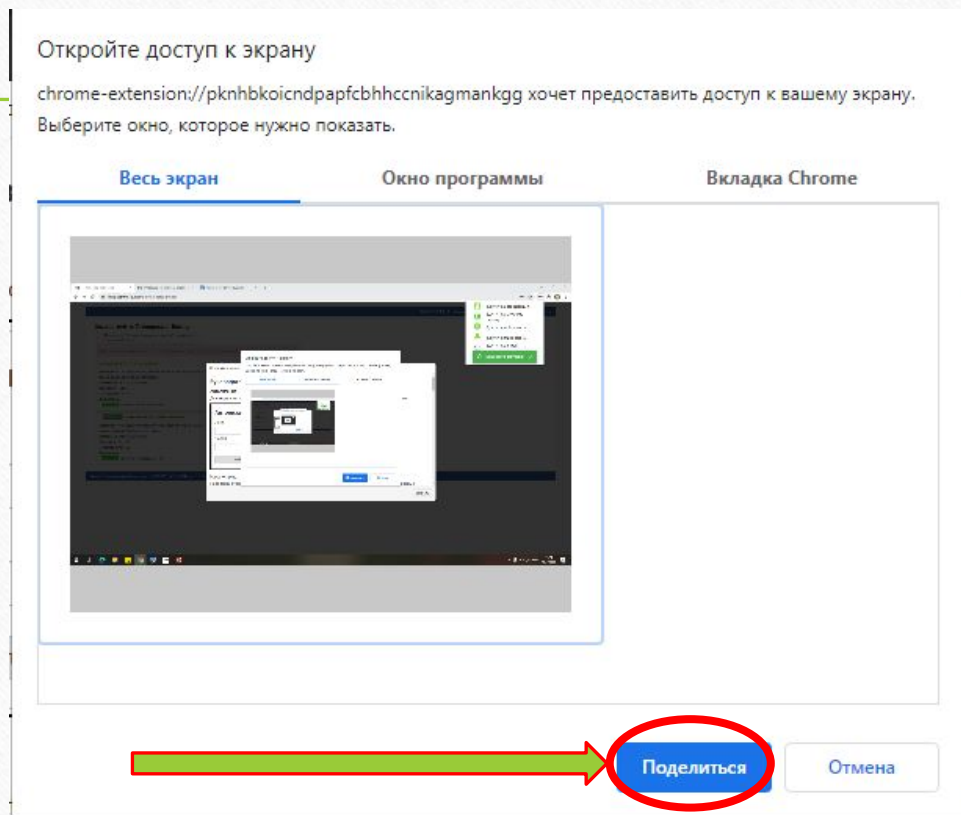 Откройте доступ к экрану
chrome-extension://pknhbkoicndpapfcbhhccnikagmankgg хочет предоставить доступ к вашему экрану.
Выберите окно, которое нужно показать.
Весь экран Окно программы Вкладка Chrome
Поделиться Отмена